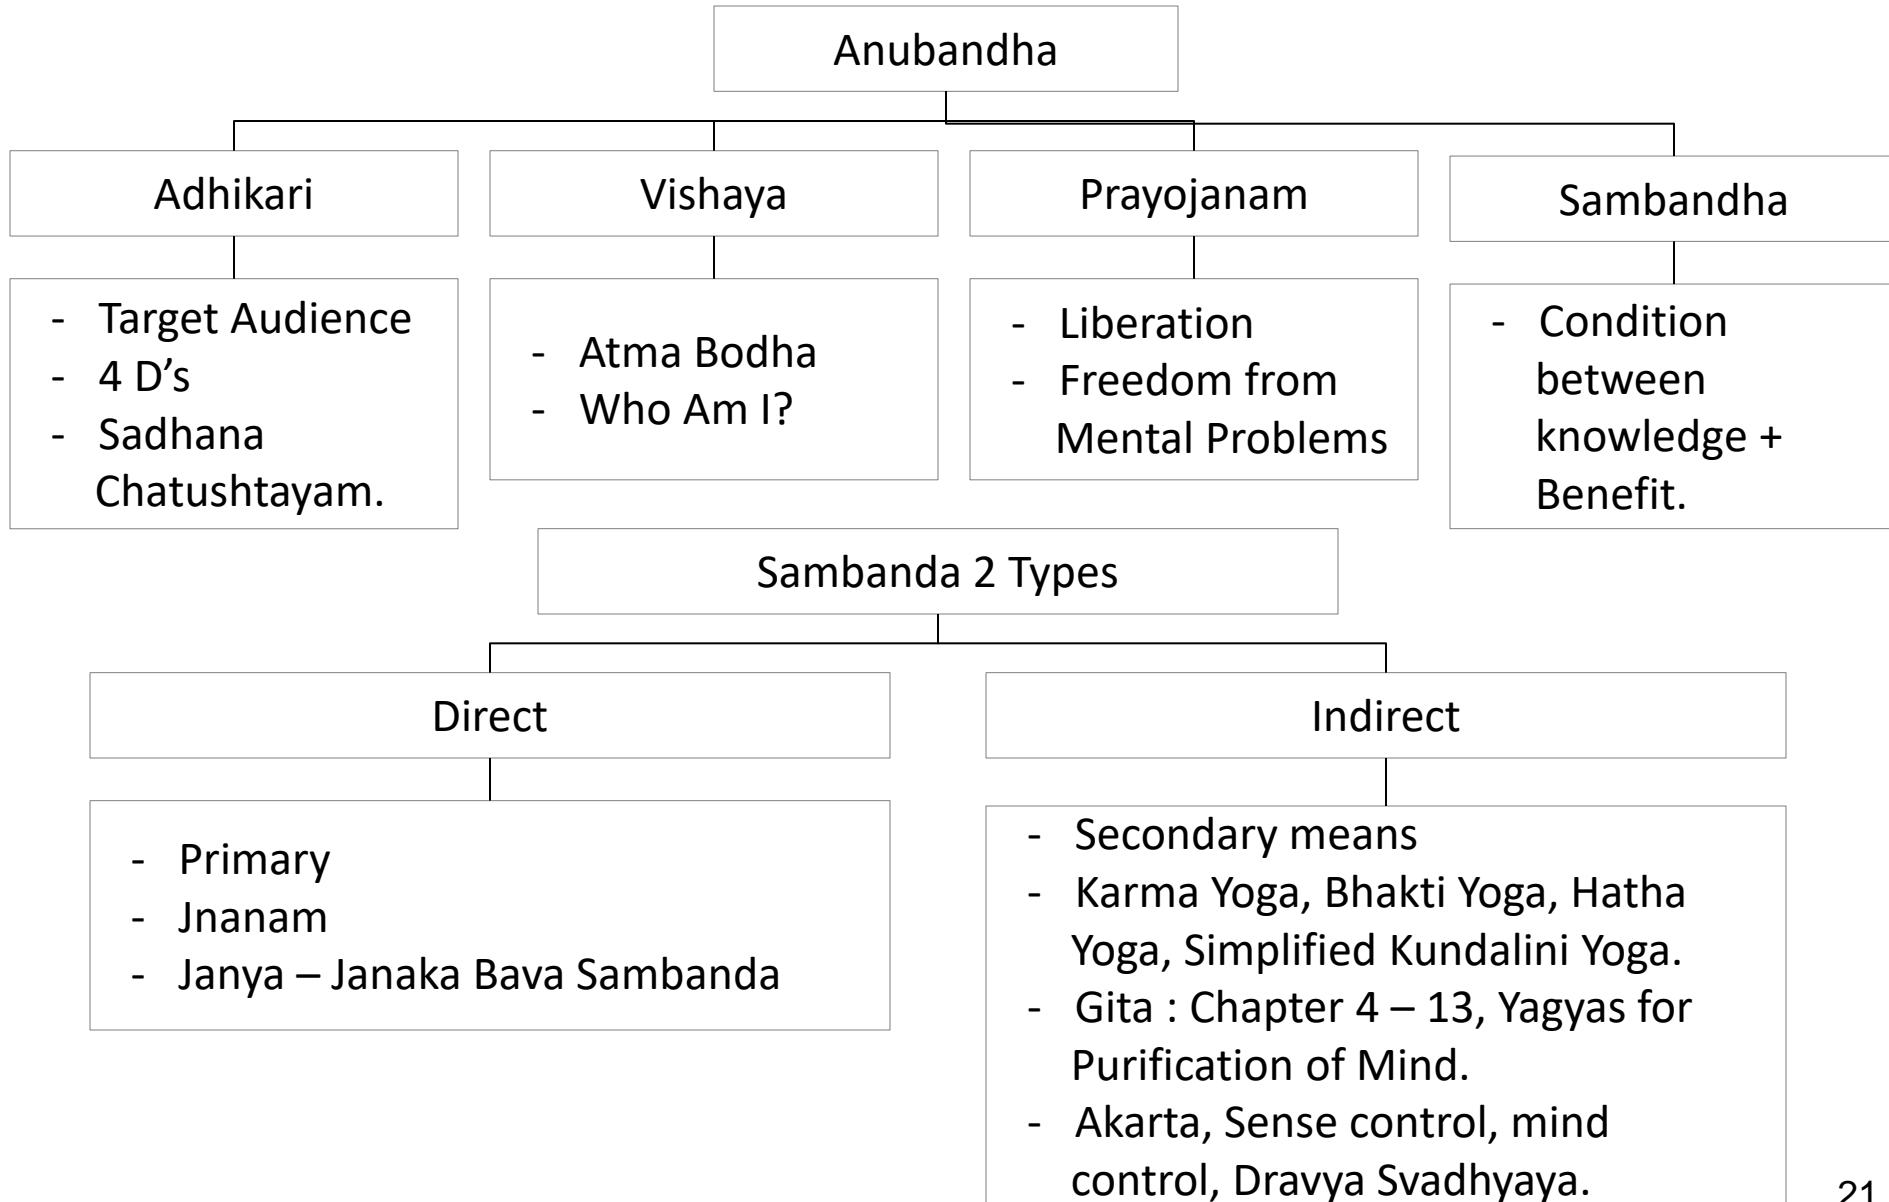 Anubandha
Adhikari
Vishaya
Prayojanam
Sambandha
- Target Audience
- 4 D’s
- Sadhana
Chatushtayam.
- Atma Bodha
- Who Am I?
- Liberation
- Freedom from
Mental Problems
- Condition
between
knowledge +
Benefit.
Sambanda 2 Types
Direct
Indirect
- Primary
- Jnanam
- Janya – Janaka Bava Sambanda
- Secondary means
- Karma Yoga, Bhakti Yoga, Hatha
Yoga, Simplified Kundalini Yoga.
- Gita : Chapter 4 – 13, Yagyas for
Purification of Mind.
- Akarta, Sense control, mind
control, Dravya Svadhyaya.
21